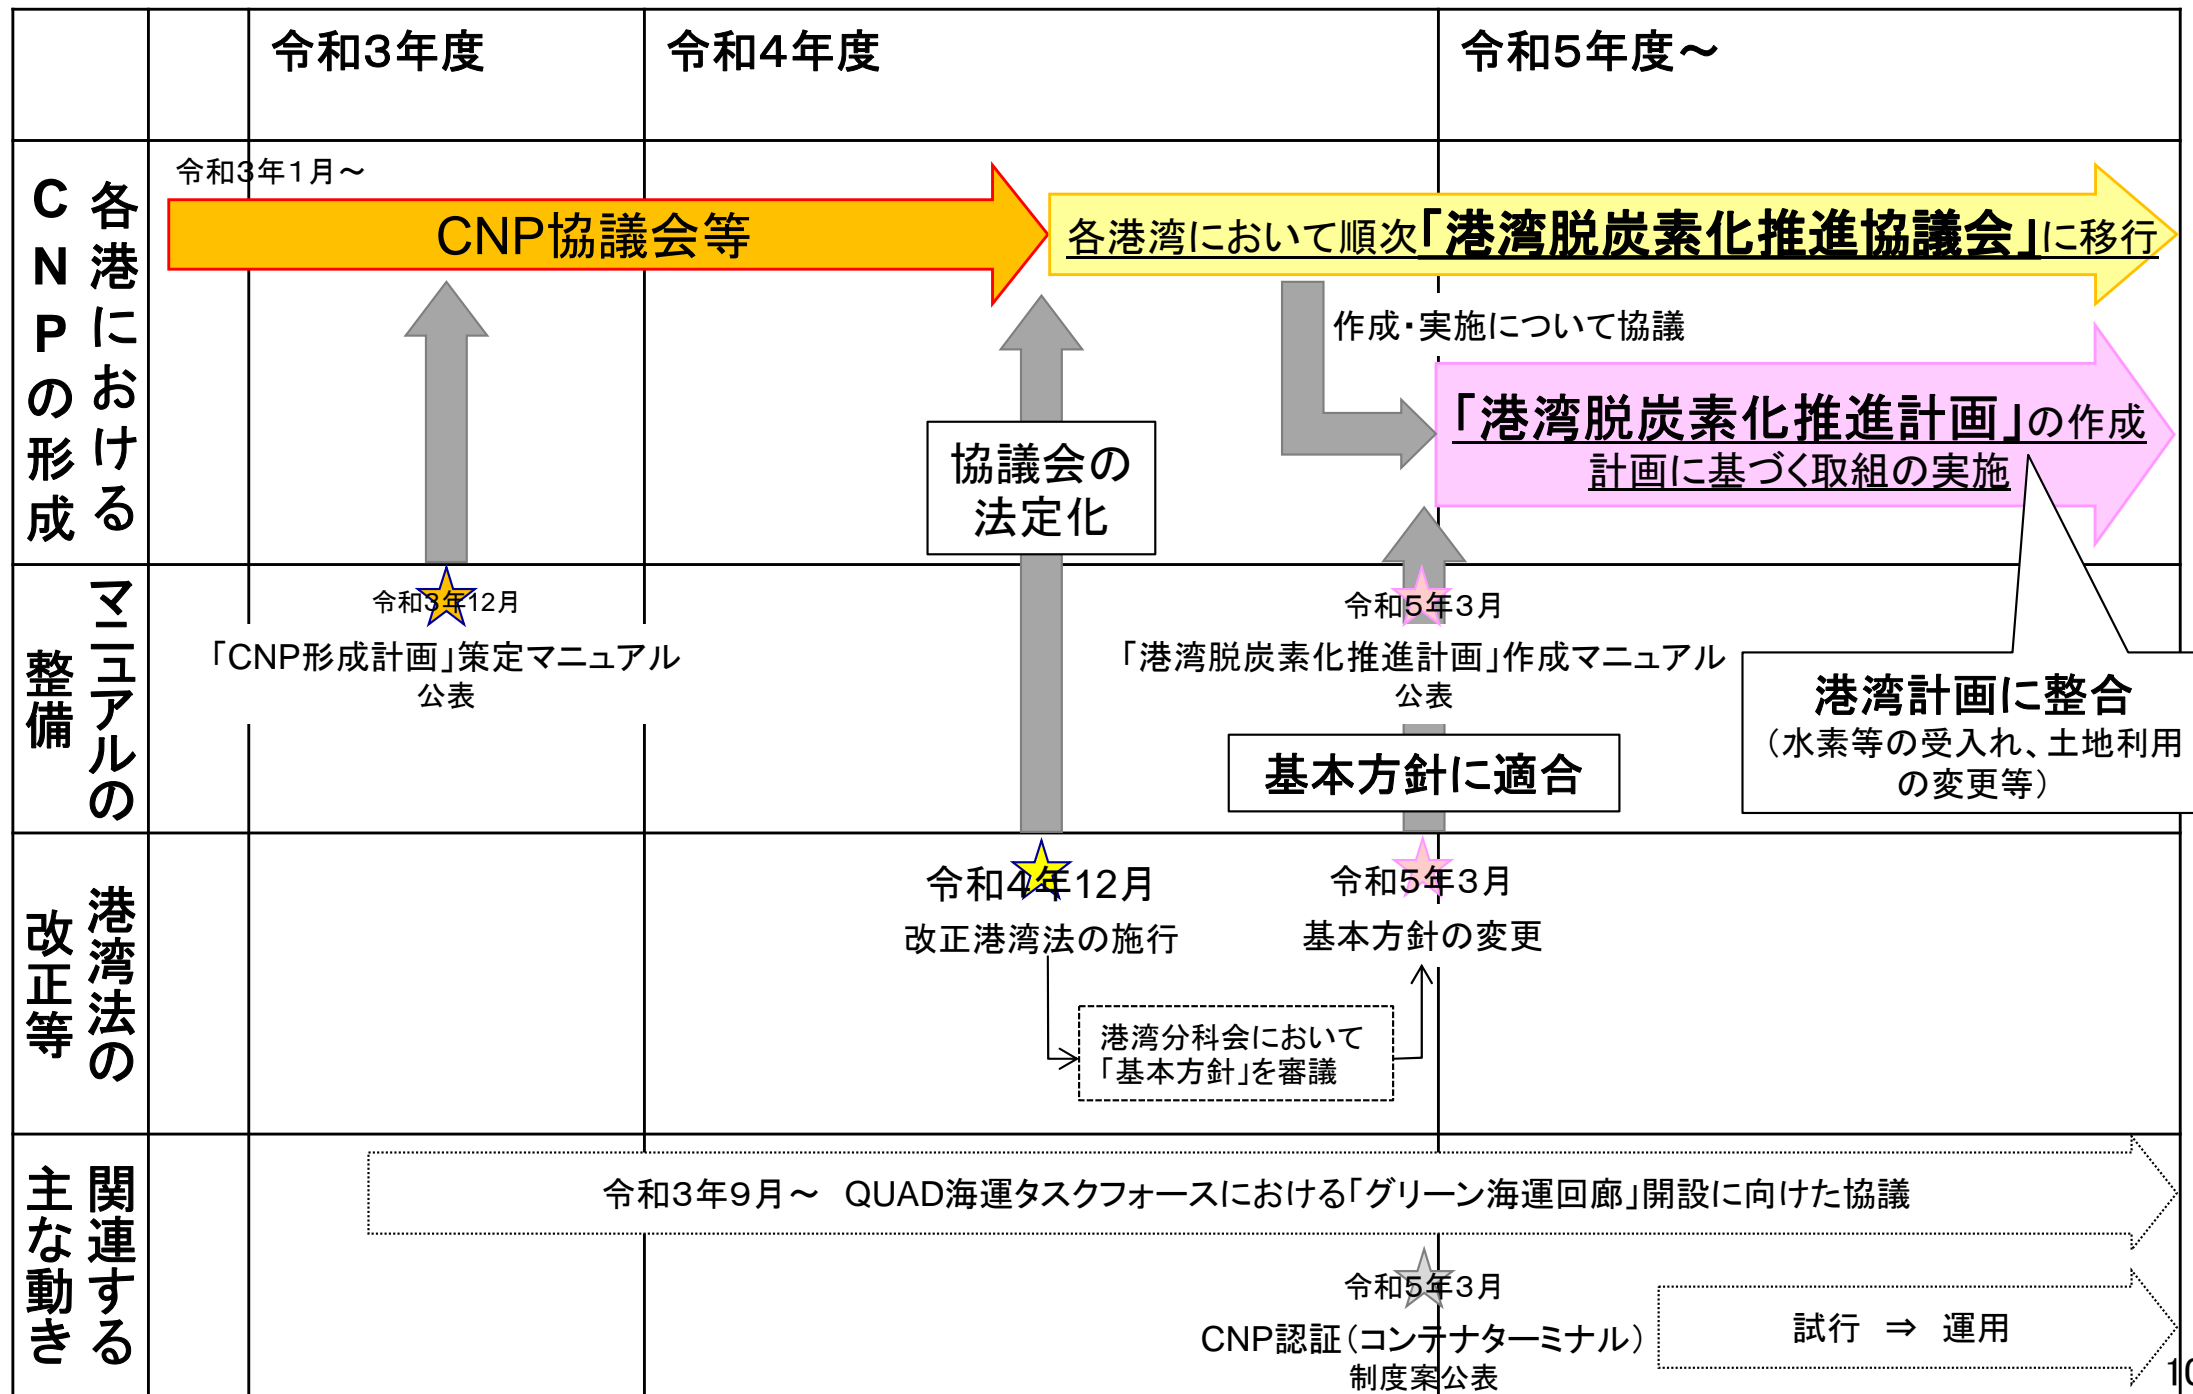 令和3年度
令和4年度
令和5年度～
各港における
CNPの形成
令和3年1月～
CNP協議会等
各港湾において順次「港湾脱炭素化推進協議会」に移行
作成・実施について協議
「港湾脱炭素化推進計画」の作成
計画に基づく取組の実施
協議会の
法定化
マニュアルの
整備
令和3年12月
「CNP形成計画」策定マニュアル
公表
令和5年3月
「港湾脱炭素化推進計画」作成マニュアル
公表
基本方針に適合
港湾計画に整合
（水素等の受入れ、土地利用
の変更等）
港湾法の
改正等
令和4年12月
改正港湾法の施行
令和5年3月
基本方針の変更
港湾分科会において
「基本方針」を審議
関連する
主な動き
令和3年9月～　QUAD海運タスクフォースにおける「グリーン海運回廊」開設に向けた協議
令和5年3月
CNP認証（コンテナターミナル）
制度案公表
試行　⇒　運用
10